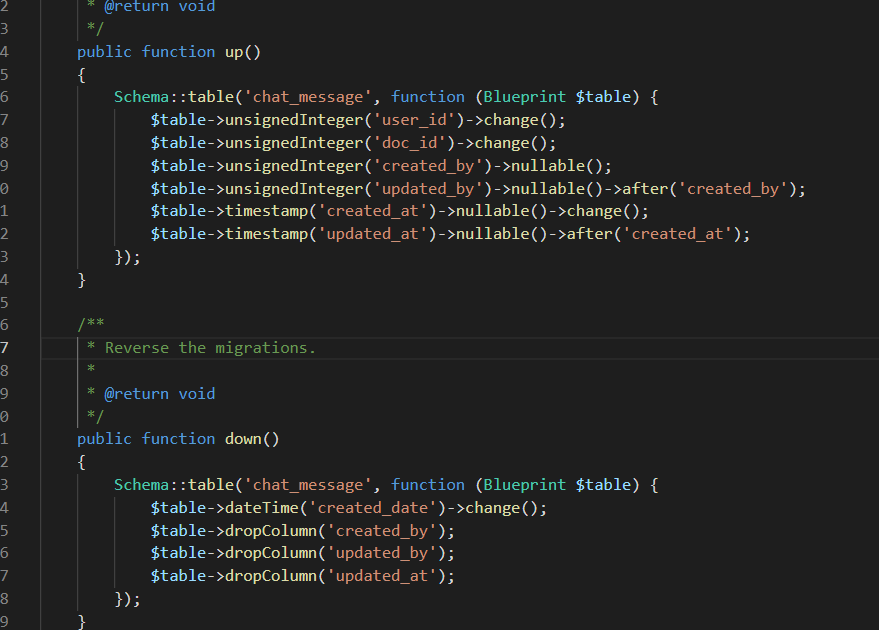 2 * @return void
3 */
4 public function up()
5 {
6 Schema::table('chat_message', function (Blueprint $table) {
7 $table->unsignedInteger('user_id')->change();
8 $table->unsignedInteger('doc_id')->change();
9 $table->unsignedInteger('created_by')->nullable();
0 $table->unsignedInteger('updated_by')->nullable()->after('created_by');
1 $table->timestamp('created_at')->nullable()->change();
2 $table->timestamp('updated_at')->nullable()->after('created_at');
3 });
4 }
5
6 /**
7 * Reverse the migrations.
8 *
9 * @return void
0 */
1 public function down()
2 {
3 Schema::table('chat_message', function (Blueprint $table) {
4 $table->dateTime('created_date')->change();
5 $table->dropColumn('created_by');
6 $table->dropColumn('updated_by');
7 $table->dropColumn('updated_at');
8 });
9 }